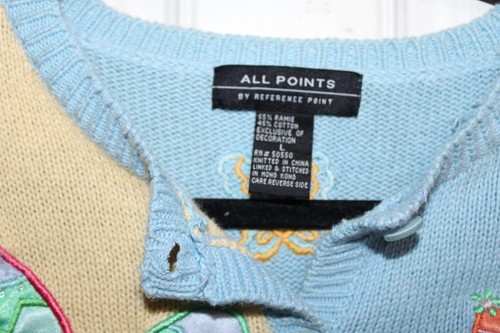 ALL POINTS
BY REFERENCE POINT
55% RAMIE
45% COTTON
EXCLUSIVE OF
DECORATION
L
RN# 50550
KNITTED IN CHINA
LINKED & STITCHED
IN HONG KONG
CARE REVERSE SIDE